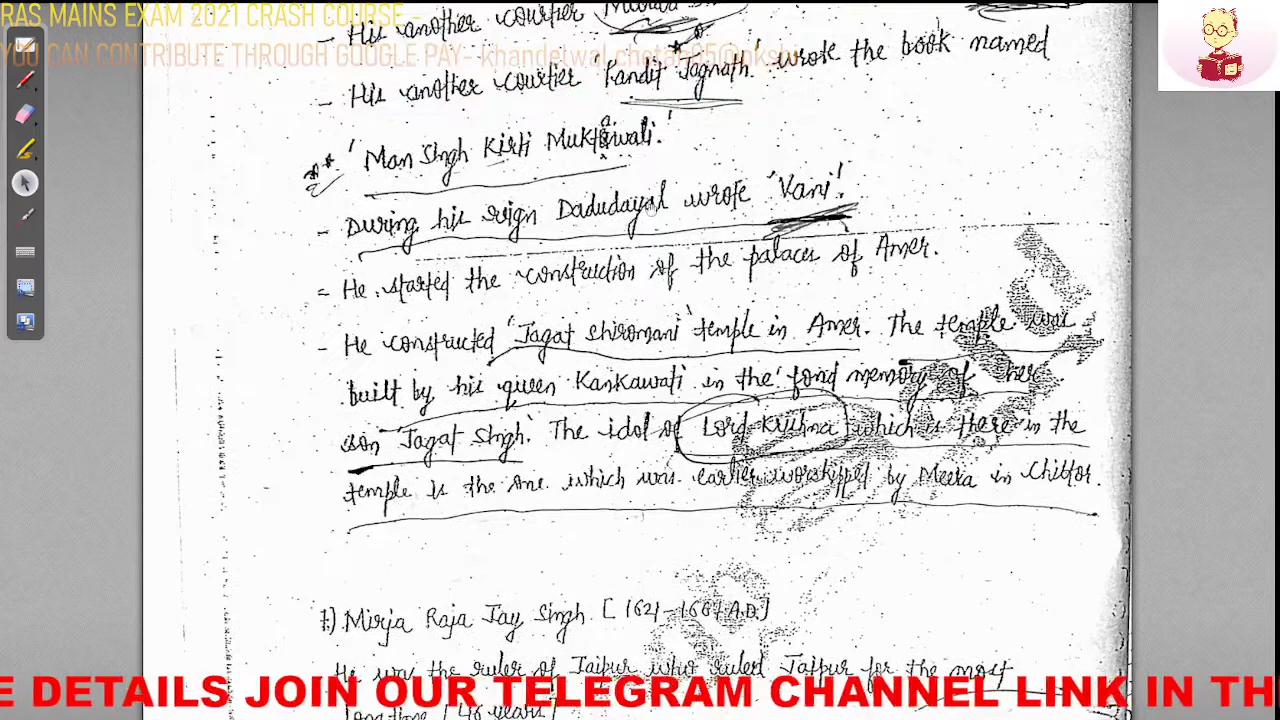 RAS MAINS EXAM 2021 CRASH COURSE -
YOU CAN CONTRIBUTE THROUGH GOOGLE PAY- khandelwal.chetan95@oksbi
- His another courtier
- His another courtier 'Pandit Jagnath' wrote the book named
'Man Singh Kirti Muktawali.'
- During his reign Dadudayal wrote 'Vani'.
= He started the construction of the palaces of Amer.
- He constructed 'Jagat Shiromani' temple in Amer. The temple was
built by his queen Kankawati in the fond memory of her
son Jagat Singh. The idol of Lord Krishna which is there in the
temple is the one which was earlier worshipped by Meera in Chittor.
7) Mirja Raja Jay Singh [1621-1667 A.D.]
He was the ruler of Jaipur who ruled Jaipur for the most
long time [46 years]
E DETAILS JOIN OUR TELEGRAM CHANNEL LINK IN TH